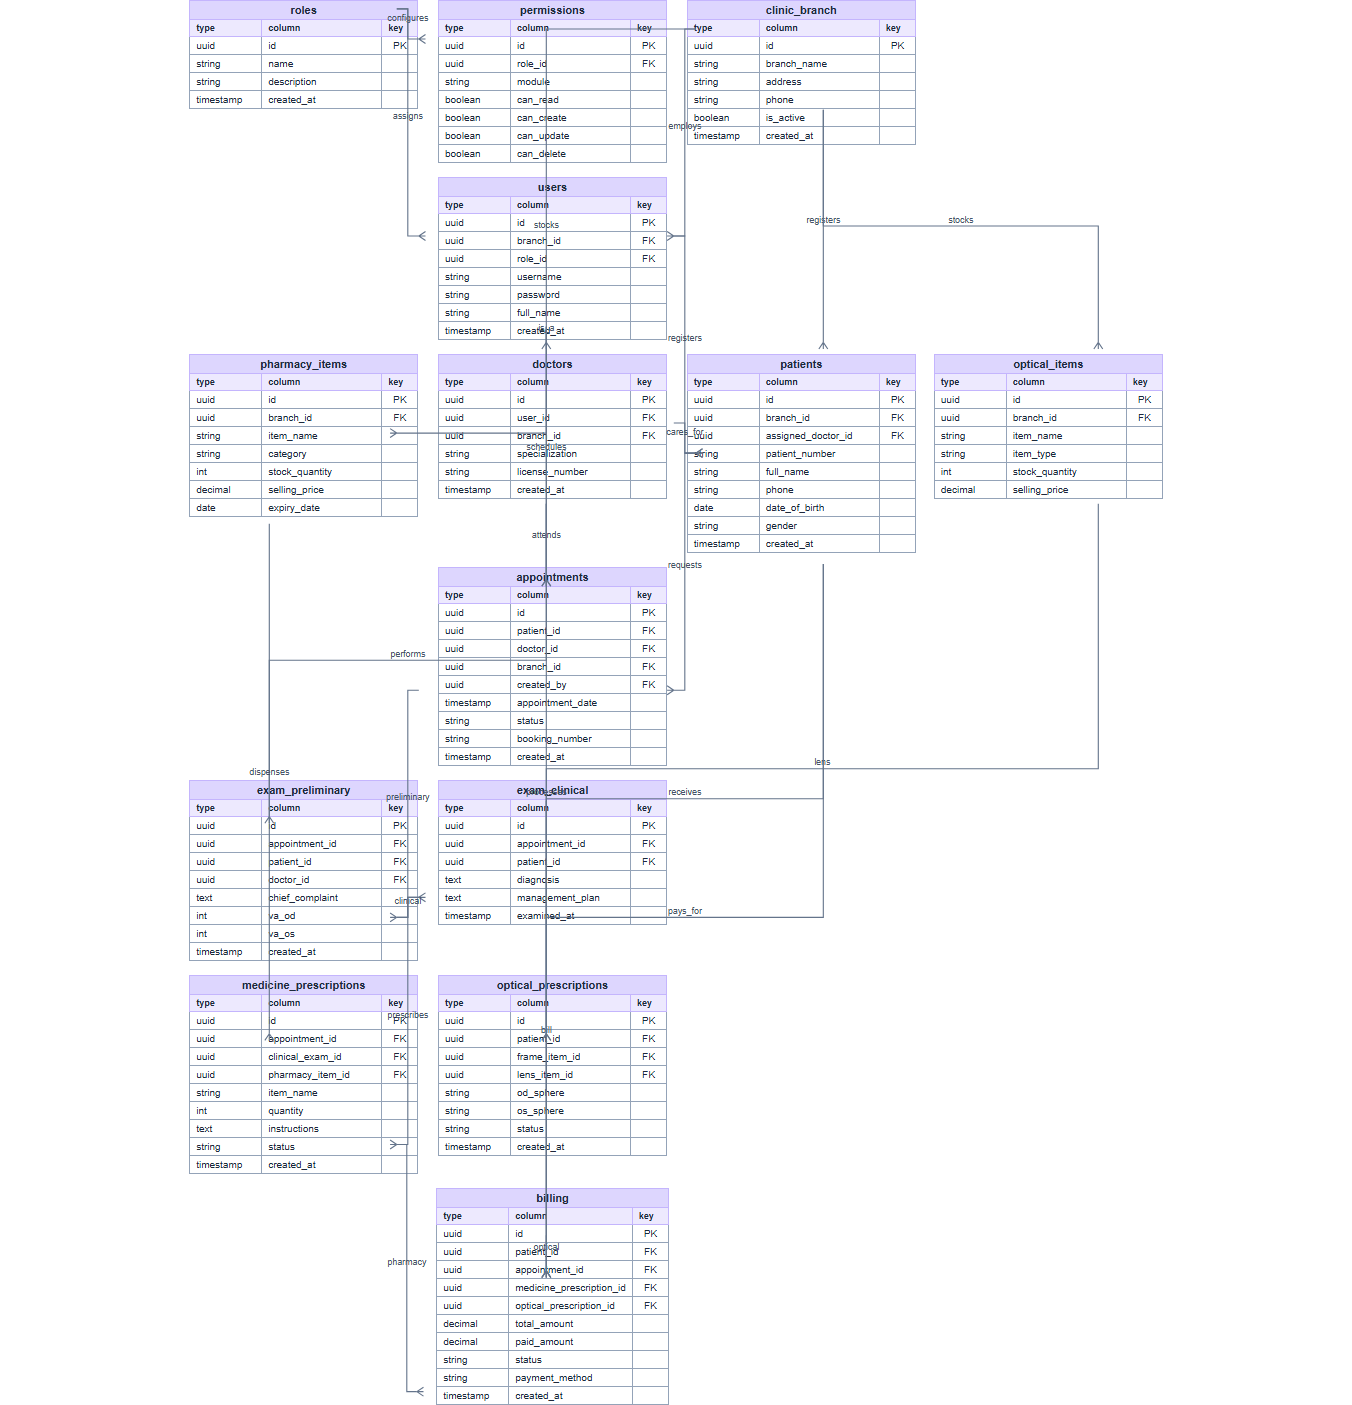 roles
type column key
uuid id PK
string name
string description
timestamp created_at
configures
assigns
permissions
type column key
uuid id PK
uuid role_id FK
string module
boolean can_read
boolean can_create
boolean can_update
boolean can_delete
employs
clinic_branch
type column key
uuid id PK
string branch_name
string address
string phone
boolean is_active
timestamp created_at
users
type column key
uuid id PK
stocks
uuid branch_id FK
uuid role_id FK
string username
string password
string full_name
timestamp created_at
is_a
registers
stocks
registers
pharmacy_items
type column key
uuid id PK
uuid branch_id FK
string item_name
string category
int stock_quantity
decimal selling_price
date expiry_date
doctors
type column key
uuid id PK
uuid user_id FK
uuid branch_id FK
schedules
string specialization
string license_number
timestamp created_at
cares_for
patients
type column key
uuid id PK
uuid branch_id FK
uuid assigned_doctor_id FK
string patient_number
string full_name
string phone
date date_of_birth
string gender
timestamp created_at
optical_items
type column key
uuid id PK
uuid branch_id FK
string item_name
string item_type
int stock_quantity
decimal selling_price
attends
requests
appointments
type column key
uuid id PK
uuid patient_id FK
uuid doctor_id FK
uuid branch_id FK
uuid created_by FK
timestamp appointment_date
string status
string booking_number
timestamp created_at
performs
lens
dispenses
exam_preliminary
type column key
uuid id PK
uuid appointment_id FK
uuid patient_id FK
uuid doctor_id FK
text chief_complaint
int va_od
int va_os
timestamp created_at
preliminary
clinical
exam_clinical
receives
type column key
uuid id PK
uuid appointment_id FK
uuid patient_id FK
text diagnosis
text management_plan
timestamp examined_at
pays_for
medicine_prescriptions
type column key
uuid id PK
uuid appointment_id FK
uuid clinical_exam_id FK
uuid pharmacy_item_id FK
string item_name
int quantity
text instructions
string status
timestamp created_at
prescribes
optical_prescriptions
type column key
uuid id PK
bill
uuid patient_id FK
uuid frame_item_id FK
uuid lens_item_id FK
string od_sphere
string os_sphere
string status
timestamp created_at
billing
type column key
uuid id PK
optical
uuid patient_id FK
uuid appointment_id FK
uuid medicine_prescription_id FK
uuid optical_prescription_id FK
decimal total_amount
decimal paid_amount
string status
string payment_method
timestamp created_at
pharmacy